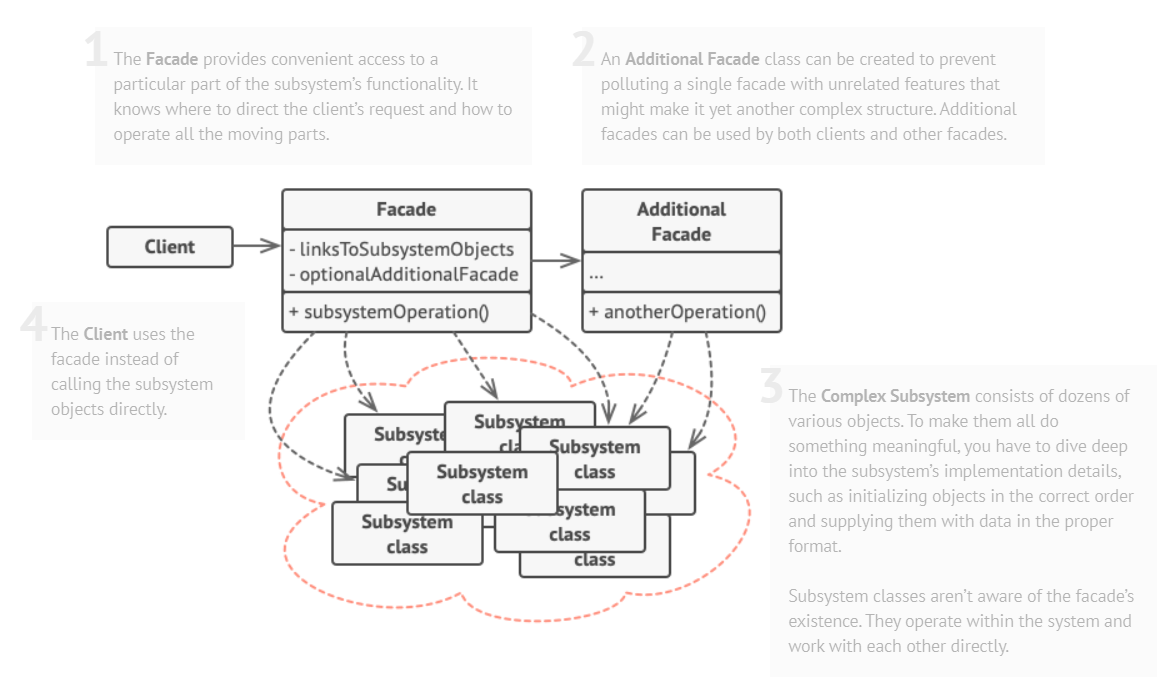 1
The Facade provides convenient access to a
particular part of the subsystem’s functionality. It
knows where to direct the client’s request and how to
operate all the moving parts.
2
An Additional Facade class can be created to prevent
polluting a single facade with unrelated features that
might make it yet another complex structure. Additional
facades can be used by both clients and other facades.
Client
Facade
- linksToSubsystemObjects
- optionalAdditionalFacade
+ subsystemOperation()
Additional
Facade
...
+ anotherOperation()
4
The Client uses the
facade instead of
calling the subsystem
objects directly.
3
The Complex Subsystem consists of dozens of
various objects. To make them all do
something meaningful, you have to dive deep
into the subsystem’s implementation details,
such as initializing objects in the correct order
and supplying them with data in the proper
format.
Subsystem classes aren’t aware of the facade’s
existence. They operate within the system and
work with each other directly.
Subsystem
Subsystem
class
Subsystem
class
Subsystem
class
class
class